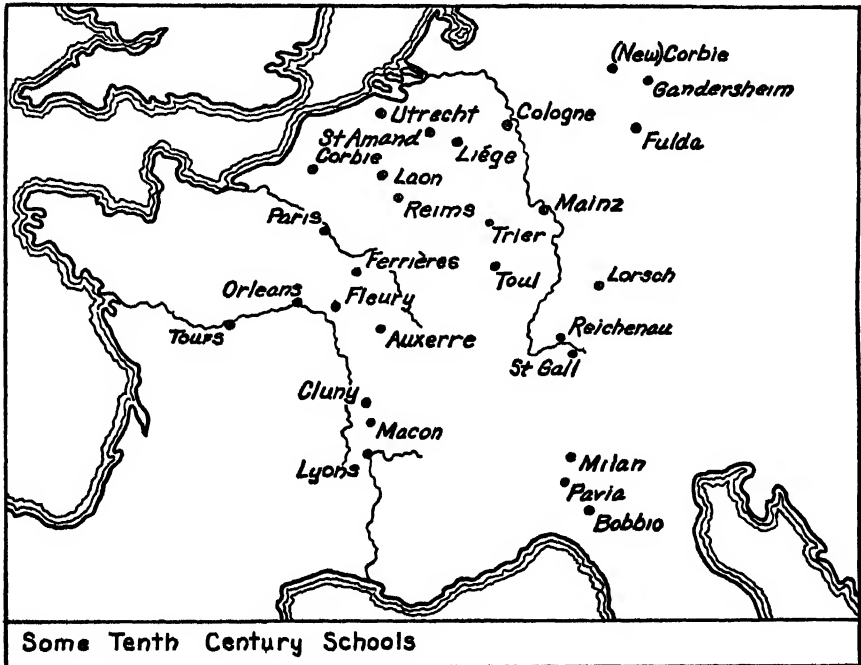 (New)Corbie
Gandersheim
Utrecht
Cologne
St Amand
Liége
Fulda
Corbie
Laon
Reims
Mainz
Paris
Trier
Ferrières
Toul
Lorsch
Orleans
Fleury
Tours
Auxerre
Reichenau
St Gall
Cluny
Macon
Lyons
Milan
Pavia
Bobbio
Some Tenth Century Schools